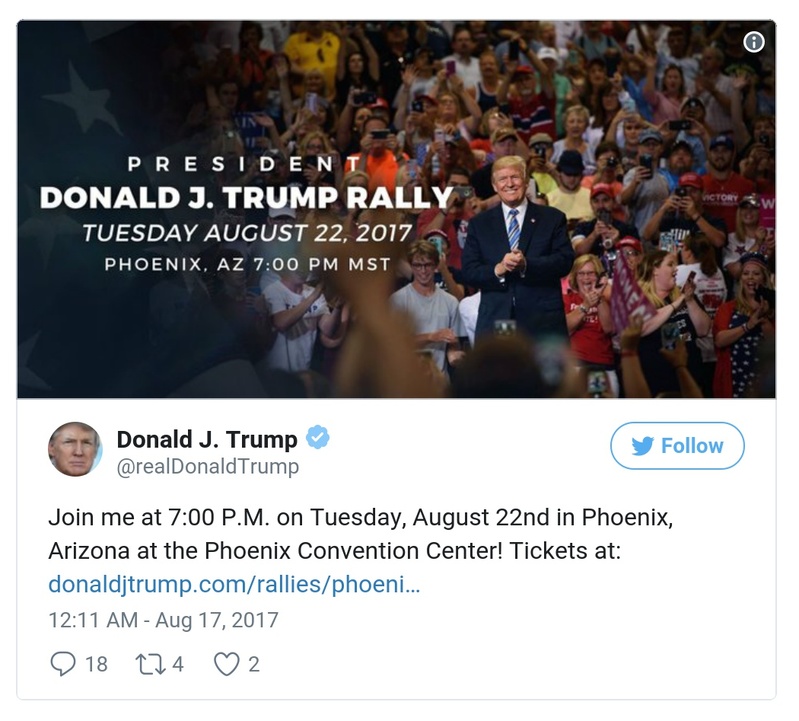 PRESIDENT
DONALD J. TRUMP RALLY
TUESDAY AUGUST 22, 2017
PHOENIX, AZ 7:00 PM MST
VICTORY
Donald J. Trump
@realDonaldTrump
Follow
Join me at 7:00 P.M. on Tuesday, August 22nd in Phoenix,
Arizona at the Phoenix Convention Center! Tickets at:
donaldjtrump.com/rallies/phoeni…
12:11 AM - Aug 17, 2017
18 4 2